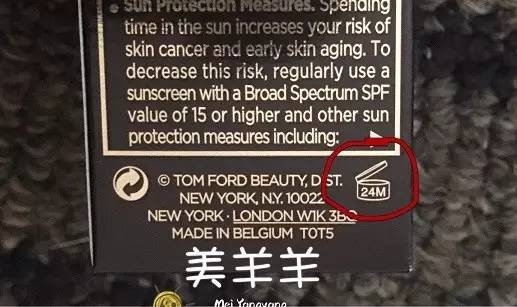 • Sun Protection Measures. Spending
time in the sun increases your risk of
skin cancer and early skin aging. To
decrease this risk, regularly use a
sunscreen with a Broad Spectrum SPF
value of 15 or higher and other sun
protection measures including:
© TOM FORD BEAUTY, DIST.
24M
NEW YORK, N.Y. 10022
NEW YORK · LONDON W1K 3BQ
MADE IN BELGIUM T0T5
美羊羊
Mei Yangyang